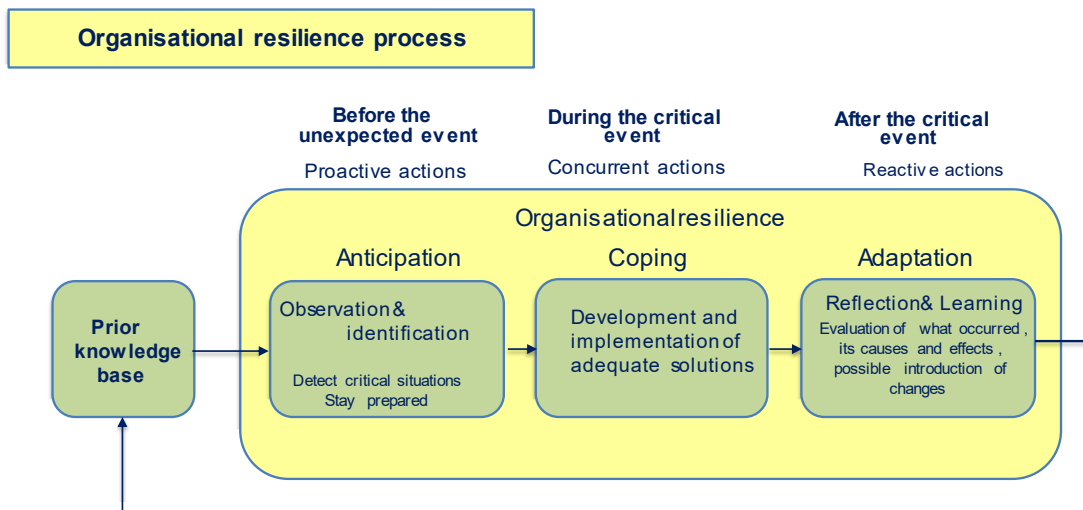 Organisational resilience process
Before the
unexpected event
Proactive actions
During the critical
event
Concurrent actions
After the critical
event
Reactive actions
Organisational resilience
Anticipation
Coping
Adaptation
Prior
knowledge
base
Observation &
identification
Detect critical situations
Stay prepared
Development and
implementation of
adequate solutions
Reflection & Learning
Evaluation of what occurred ,
its causes and effects ,
possible introduction of
changes